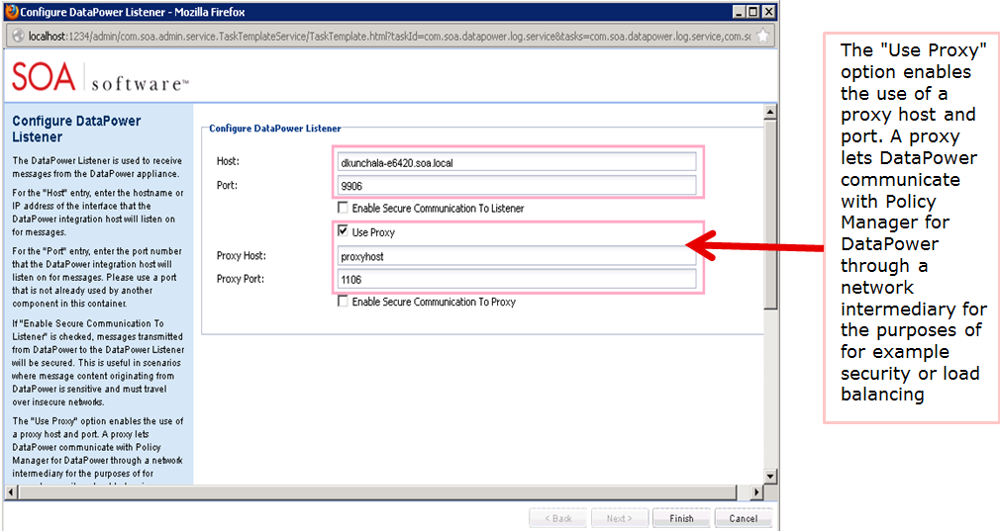 Configure DataPower Listener - Mozilla Firefox
localhost:1234/admin/com.soa.admin.service.TaskTemplateService/TaskTemplate.html?taskId=com.soa.datapower.log.service&tasks=com.soa.datapower.log.service,com.so
SOA software™
Configure DataPower
Listener
The DataPower Listener is used to receive
messages from the DataPower appliance.
For the "Host" entry, enter the hostname or
IP address of the interface that the
DataPower integration host will listen on
for messages.
For the "Port" entry, enter the port number
that the DataPower integration host will
listen on for messages. Please use a port
that is not already used by another
component in this container.
If "Enable Secure Communication To
Listener" is checked, messages transmitted
from DataPower to the DataPower Listener
will be secured. This is useful in scenarios
where message content originating from
DataPower is sensitive and must travel
over insecure networks.
The "Use Proxy" option enables the use of
a proxy host and port. A proxy lets
DataPower communicate with Policy
Manager for DataPower through a network
intermediary for the purposes of for
Configure DataPower Listener
Host: dkunchala-e6420.soa.local
Port: 9906
Enable Secure Communication To Listener
Use Proxy
Proxy Host: proxyhost
Proxy Port: 1106
Enable Secure Communication To Proxy
< Back Next > Finish Cancel
The "Use Proxy"
option enables
the use of a
proxy host and
port. A proxy
lets DataPower
communicate
with Policy
Manager for
DataPower
through a
network
intermediary for
the purposes of
for example
security or load
balancing